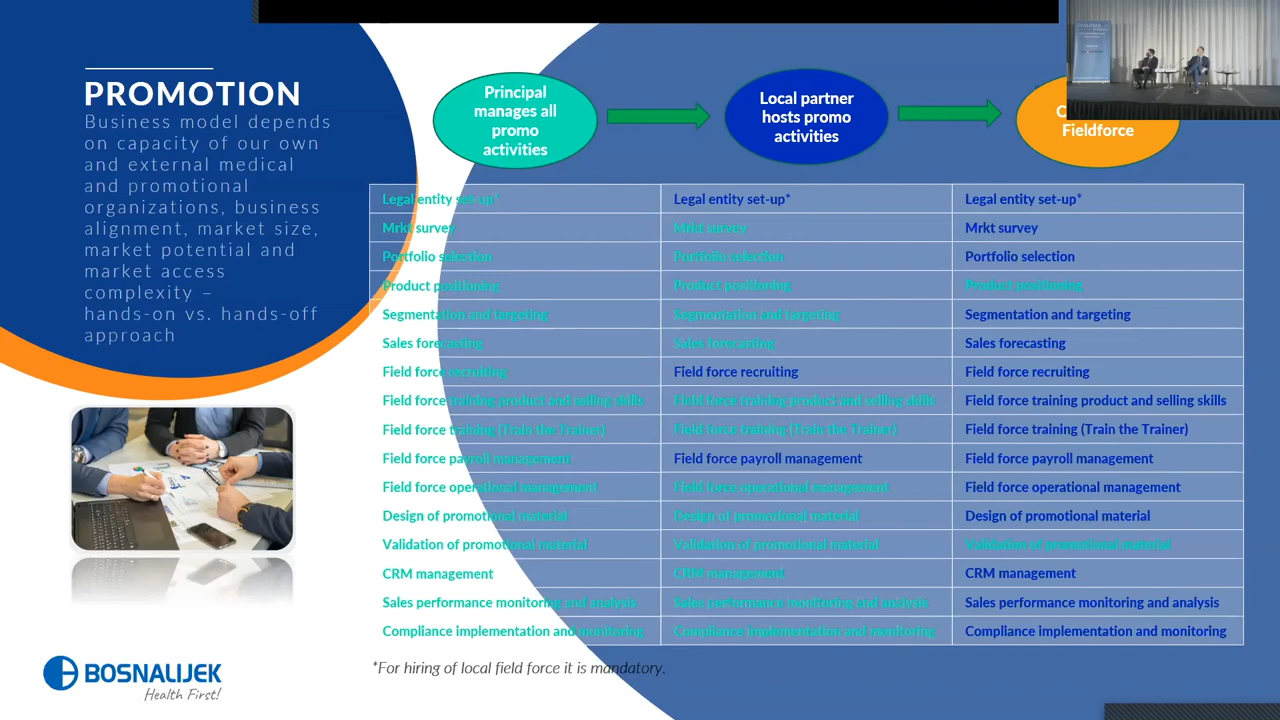 PROMOTION
Business model depends
on capacity of our own
and external medical
and promotional
organizations, business
alignment, market size,
market potential and
market access
complexity –
hands-on vs. hands-off
approach
Principal
manages all
promo
activities
Local partner
hosts promo
activities
Fieldforce
Legal entity set-up* Legal entity set-up* Legal entity set-up*
Mrkt survey Mrkt survey Mrkt survey
Portfolio selection Portfolio selection Portfolio selection
Product positioning Product positioning Product positioning
Segmentation and targeting Segmentation and targeting Segmentation and targeting
Sales forecasting Sales forecasting Sales forecasting
Field force recruiting Field force recruiting Field force recruiting
Field force training product and selling skills Field force training product and selling skills Field force training product and selling skills
Field force training (Train the Trainer) Field force training (Train the Trainer) Field force training (Train the Trainer)
Field force payroll management Field force payroll management Field force payroll management
Field force operational management Field force operational management Field force operational management
Design of promotional material Design of promotional material Design of promotional material
Validation of promotional material Validation of promotional material Validation of promotional material
CRM management CRM management CRM management
Sales performance monitoring and analysis Sales performance monitoring and analysis Sales performance monitoring and analysis
Compliance implementation and monitoring Compliance implementation and monitoring Compliance implementation and monitoring
*For hiring of local field force it is mandatory.
BOSNALIJEK
Health First!